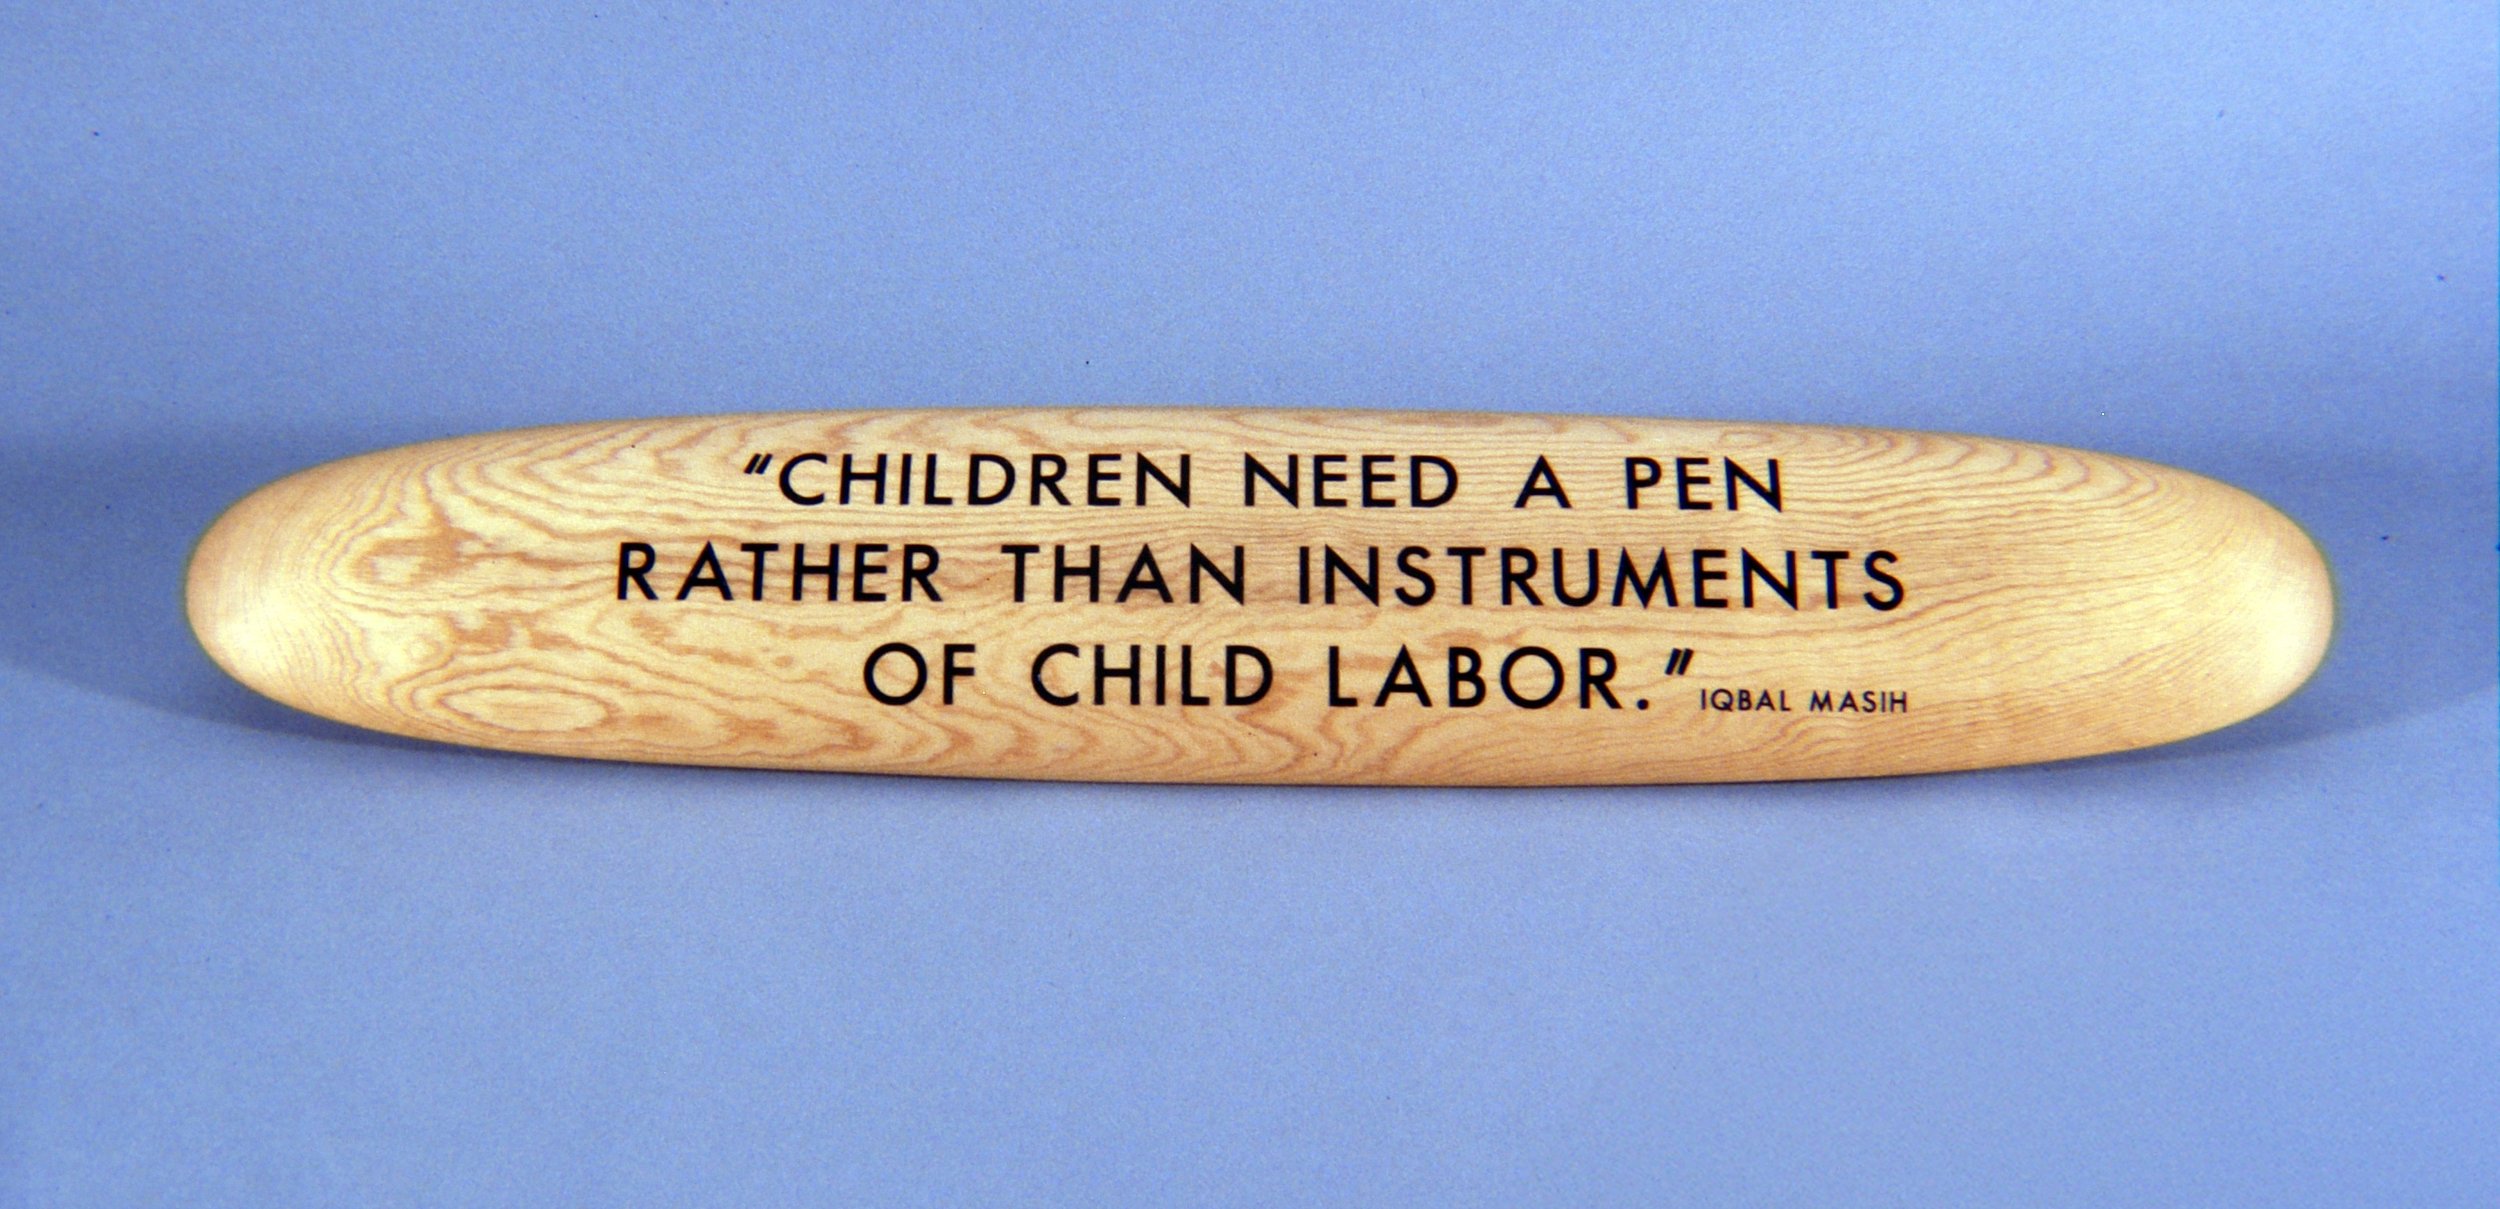 "CHILDREN NEED A PEN
RATHER THAN INSTRUMENTS
OF CHILD LABOR." IQBAL MASIH